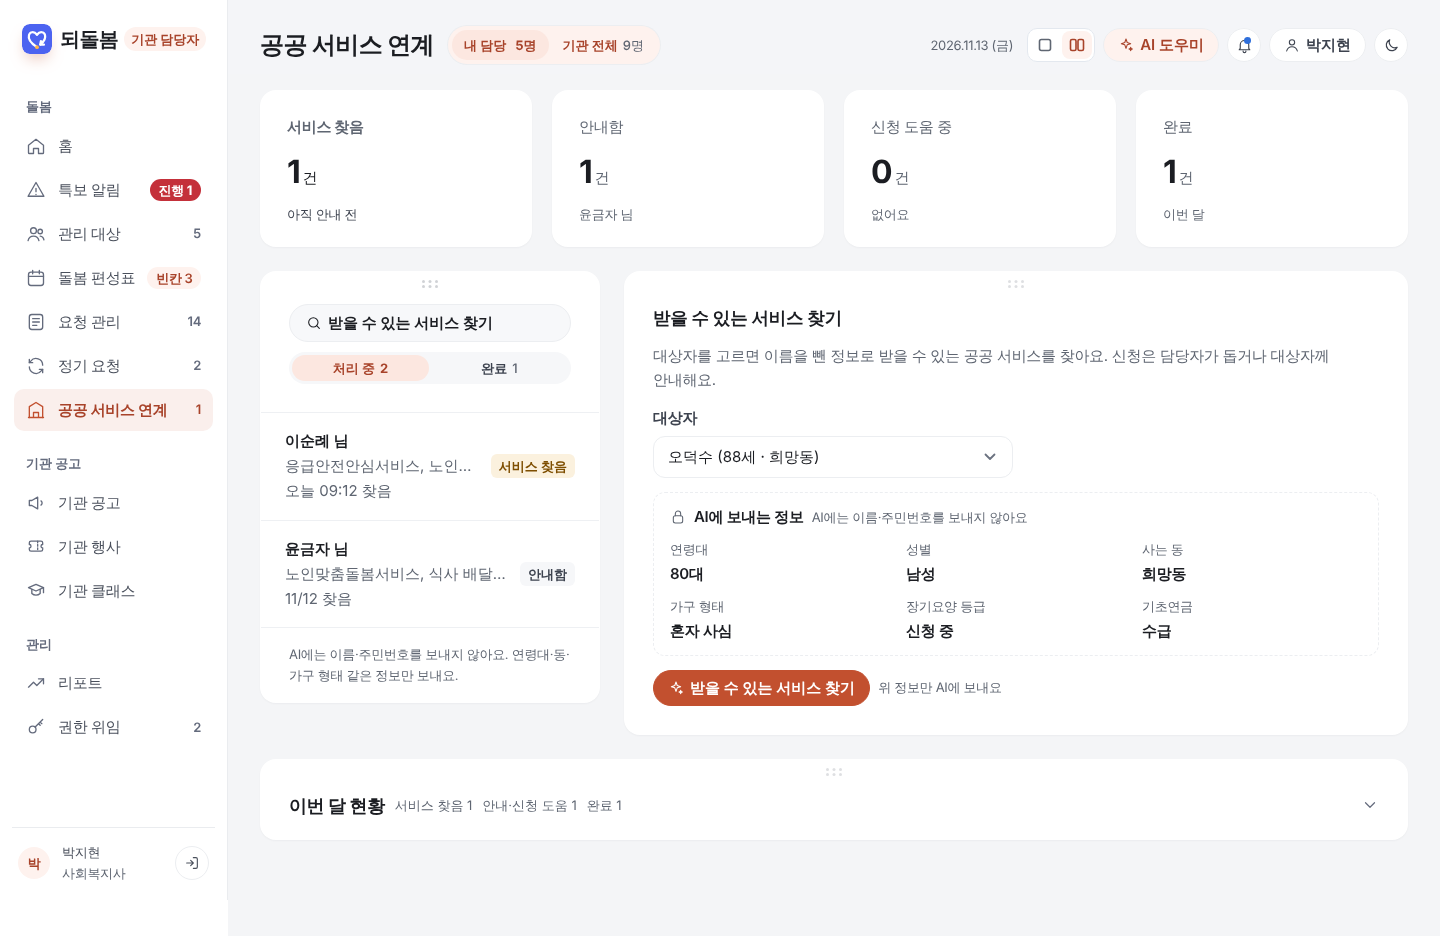 되돌봄 기관 담당자
돌봄
홈
특보 알림 진행 1
관리 대상 5
돌봄 편성표 빈칸 3
요청 관리 14
정기 요청 2
공공 서비스 연계 1
기관 공고
기관 공고
기관 행사
기관 클래스
관리
리포트
권한 위임 2
박 박지현
사회복지사
공공 서비스 연계 내 담당 5명 기관 전체 9명
2026.11.13 (금) AI 도우미 박지현
서비스 찾음
1건
아직 안내 전
안내함
1건
윤금자 님
신청 도움 중
0건
없어요
완료
1건
이번 달
받을 수 있는 서비스 찾기
처리 중 2 완료 1
이순례 님
응급안전안심서비스, 노인... 서비스 찾음
오늘 09:12 찾음
윤금자 님
노인맞춤돌봄서비스, 식사 배달... 안내함
11/12 찾음
AI에는 이름·주민번호를 보내지 않아요. 연령대·동·
가구 형태 같은 정보만 보내요.
받을 수 있는 서비스 찾기
대상자를 고르면 이름을 뺀 정보로 받을 수 있는 공공 서비스를 찾아요. 신청은 담당자가 돕거나 대상자께
안내해요.
대상자
오덕수 (88세 · 희망동)
AI에 보내는 정보 AI에는 이름·주민번호를 보내지 않아요
연령대 성별 사는 동
80대 남성 희망동
가구 형태 장기요양 등급 기초연금
혼자 사심 신청 중 수급
받을 수 있는 서비스 찾기 위 정보만 AI에 보내요
이번 달 현황 서비스 찾음 1 안내·신청 도움 1 완료 1